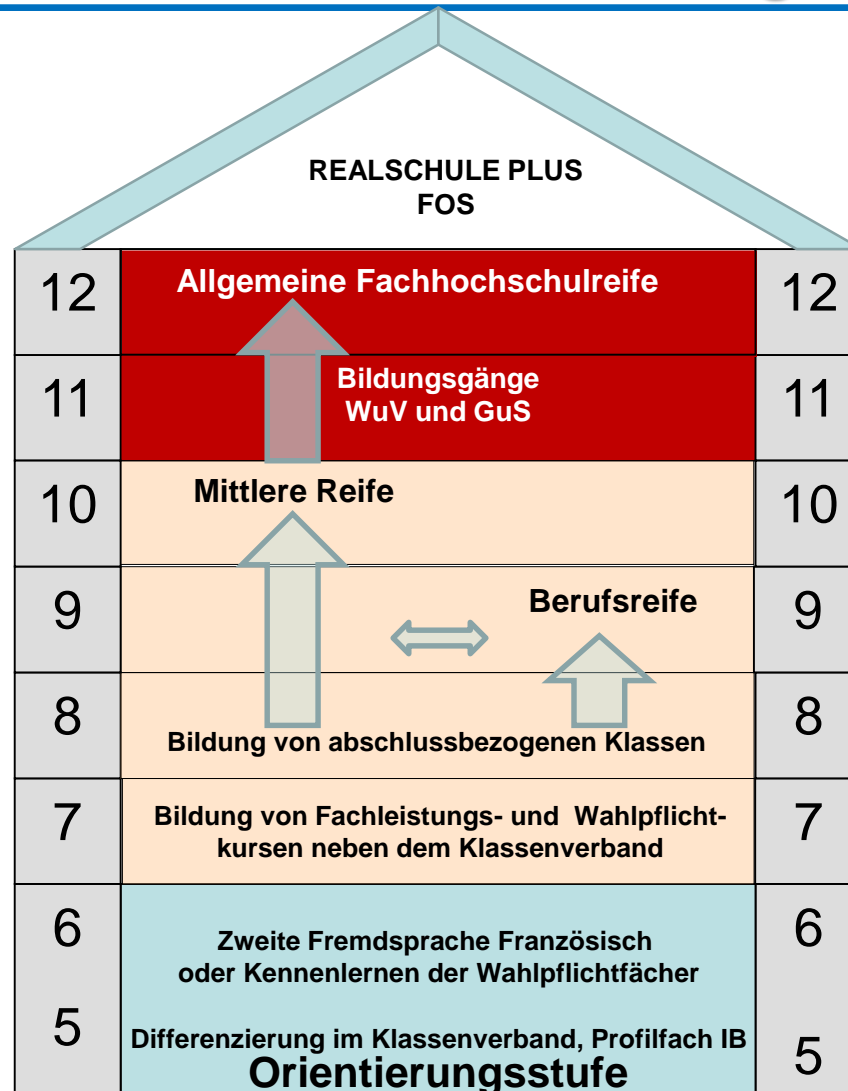 REALSCHULE PLUS
FOS
12 Allgemeine Fachhochschulreife 12
11 Bildungsgänge 11
WuV und GuS
10 Mittlere Reife 10
9 Berufsreife 9
8 Bildung von abschlussbezogenen Klassen 8
7 Bildung von Fachleistungs- und Wahlpflicht- 7
kursen neben dem Klassenverband
6 Zweite Fremdsprache Französisch 6
oder Kennenlernen der Wahlpflichtfächer
5 Differenzierung im Klassenverband, Profilfach IB 5
Orientierungsstufe